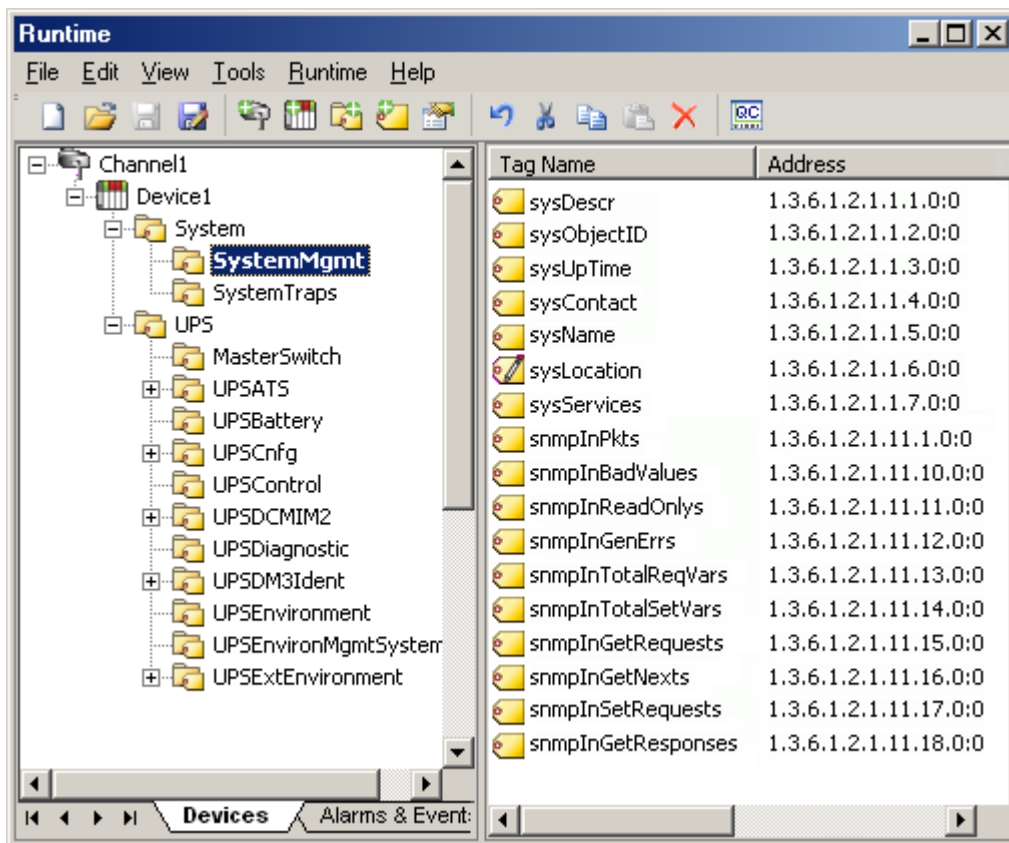 Runtime
File Edit View Tools Runtime Help
QC
Channel1
Device1
System
SystemMgmt
SystemTraps
UPS
MasterSwitch
UPSATS
UPSBattery
UPSCnfg
UPSControl
UPSDCMIM2
UPSDiagnostic
UPSDM3Ident
UPSEnvironment
UPSEnvironMgmtSystem
UPSExtEnvironment
Devices Alarms & Event
Tag Name Address
sysDescr 1.3.6.1.2.1.1.1.0:0
sysObjectID 1.3.6.1.2.1.1.2.0:0
sysUpTime 1.3.6.1.2.1.1.3.0:0
sysContact 1.3.6.1.2.1.1.4.0:0
sysName 1.3.6.1.2.1.1.5.0:0
sysLocation 1.3.6.1.2.1.1.6.0:0
sysServices 1.3.6.1.2.1.1.7.0:0
snmpInPkts 1.3.6.1.2.1.11.1.0:0
snmpInBadValues 1.3.6.1.2.1.11.10.0:0
snmpInReadOnlys 1.3.6.1.2.1.11.11.0:0
snmpInGenErrs 1.3.6.1.2.1.11.12.0:0
snmpInTotalReqVars 1.3.6.1.2.1.11.13.0:0
snmpInTotalSetVars 1.3.6.1.2.1.11.14.0:0
snmpInGetRequests 1.3.6.1.2.1.11.15.0:0
snmpInGetNexts 1.3.6.1.2.1.11.16.0:0
snmpInSetRequests 1.3.6.1.2.1.11.17.0:0
snmpInGetResponses 1.3.6.1.2.1.11.18.0:0